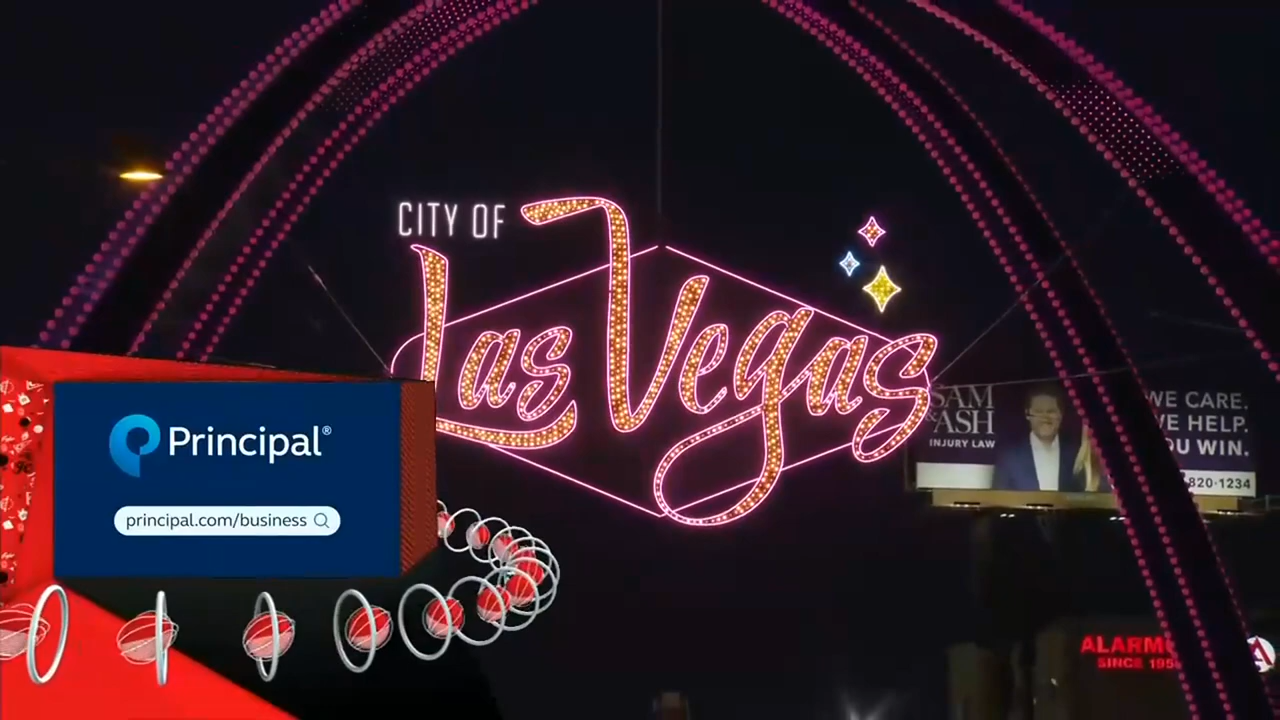 CITY OF
Las Vegas
Principal®
principal.com/business
SAM
& ASH
INJURY LAW
WE CARE.
WE HELP.
YOU WIN.
820-1234
ALARM
SINCE 195